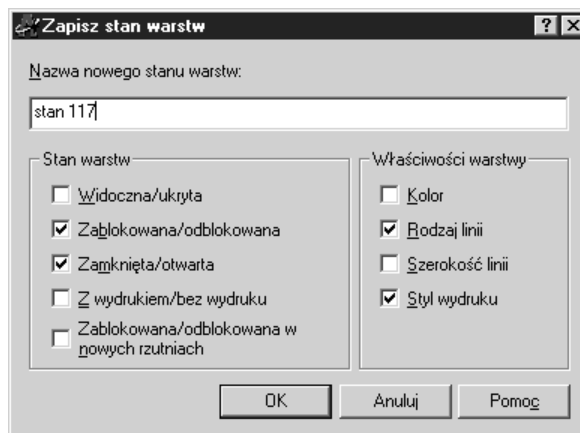 Zapisz stan warstw
Nazwa nowego stanu warstw:
stan 117
Stan warstw
Widoczna/ukryta
Zablokowana/odblokowana
Zamknięta/otwarta
Z wydrukiem/bez wydruku
Zablokowana/odblokowana w
nowych rzutniach
Właściwości warstwy
Kolor
Rodzaj linii
Szerokość linii
Styl wydruku
OK
Anuluj
Pomoc